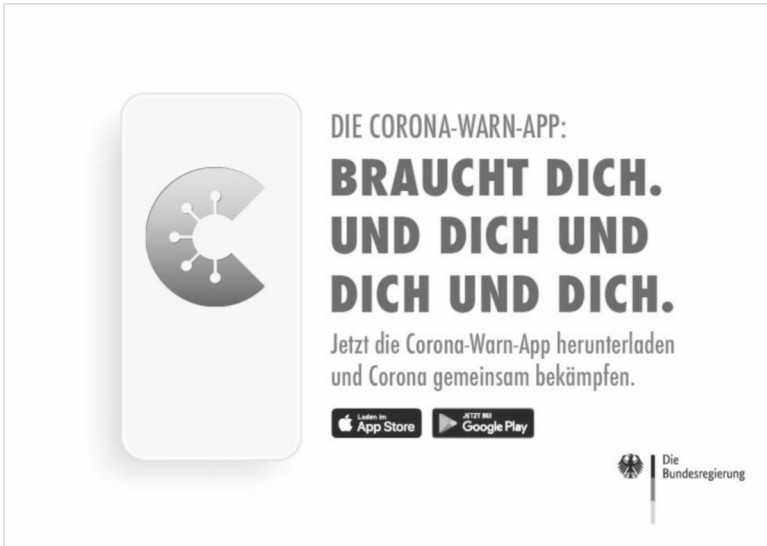 DIE CORONA-WARN-APP:
BRAUCHT DICH.
UND DICH UND
DICH UND DICH.
Jetzt die Corona-Warn-App herunterladen
und Corona gemeinsam bekämpfen.
Laden im
App Store
JETZT BEI
Google Play
Die
Bundesregierung